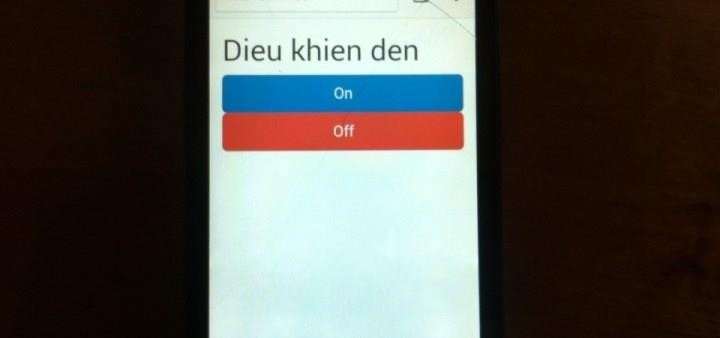 Dieu khien den
On
Off